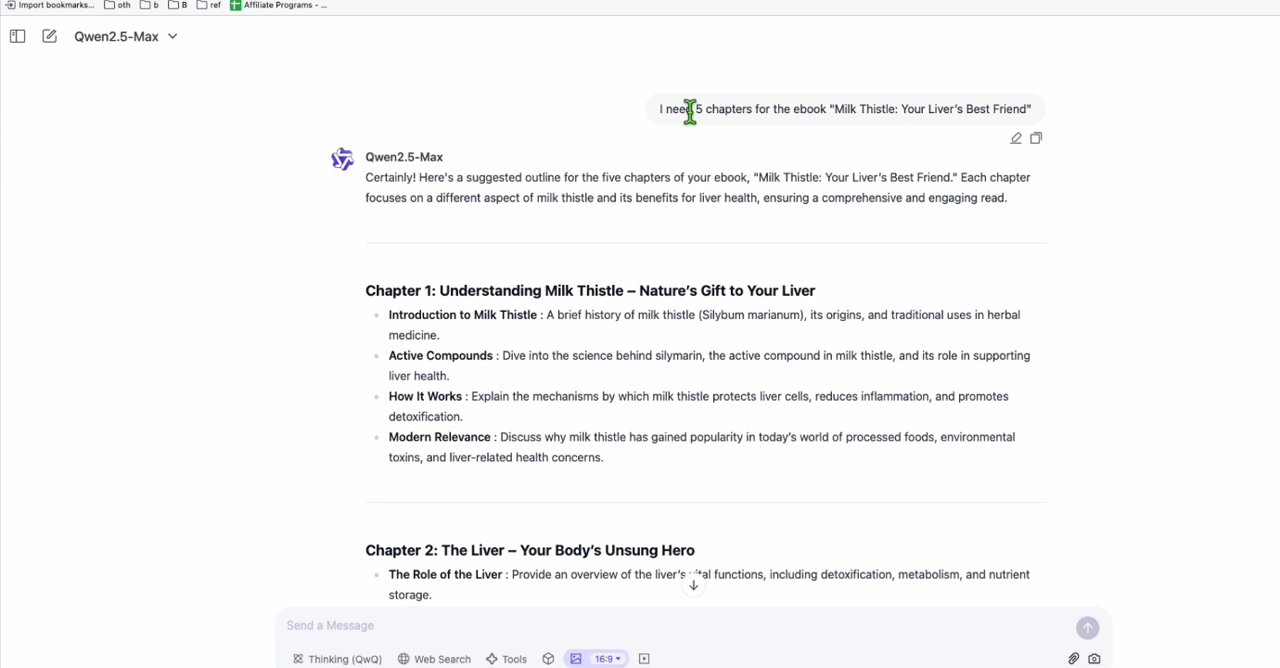 Import bookmarks... oth b B ref Affiliate Programs - ...
Qwen2.5-Max
I need 5 chapters for the ebook "Milk Thistle: Your Liver's Best Friend"
Qwen2.5-Max
Certainly! Here's a suggested outline for the five chapters of your ebook, "Milk Thistle: Your Liver's Best Friend." Each chapter
focuses on a different aspect of milk thistle and its benefits for liver health, ensuring a comprehensive and engaging read.
Chapter 1: Understanding Milk Thistle – Nature's Gift to Your Liver
Introduction to Milk Thistle : A brief history of milk thistle (Silybum marianum), its origins, and traditional uses in herbal
medicine.
Active Compounds : Dive into the science behind silymarin, the active compound in milk thistle, and its role in supporting
liver health.
How It Works : Explain the mechanisms by which milk thistle protects liver cells, reduces inflammation, and promotes
detoxification.
Modern Relevance : Discuss why milk thistle has gained popularity in today's world of processed foods, environmental
toxins, and liver-related health concerns.
Chapter 2: The Liver – Your Body's Unsung Hero
The Role of the Liver : Provide an overview of the liver's vital functions, including detoxification, metabolism, and nutrient
storage.
Send a Message
Thinking (QwQ) Web Search Tools 16:9